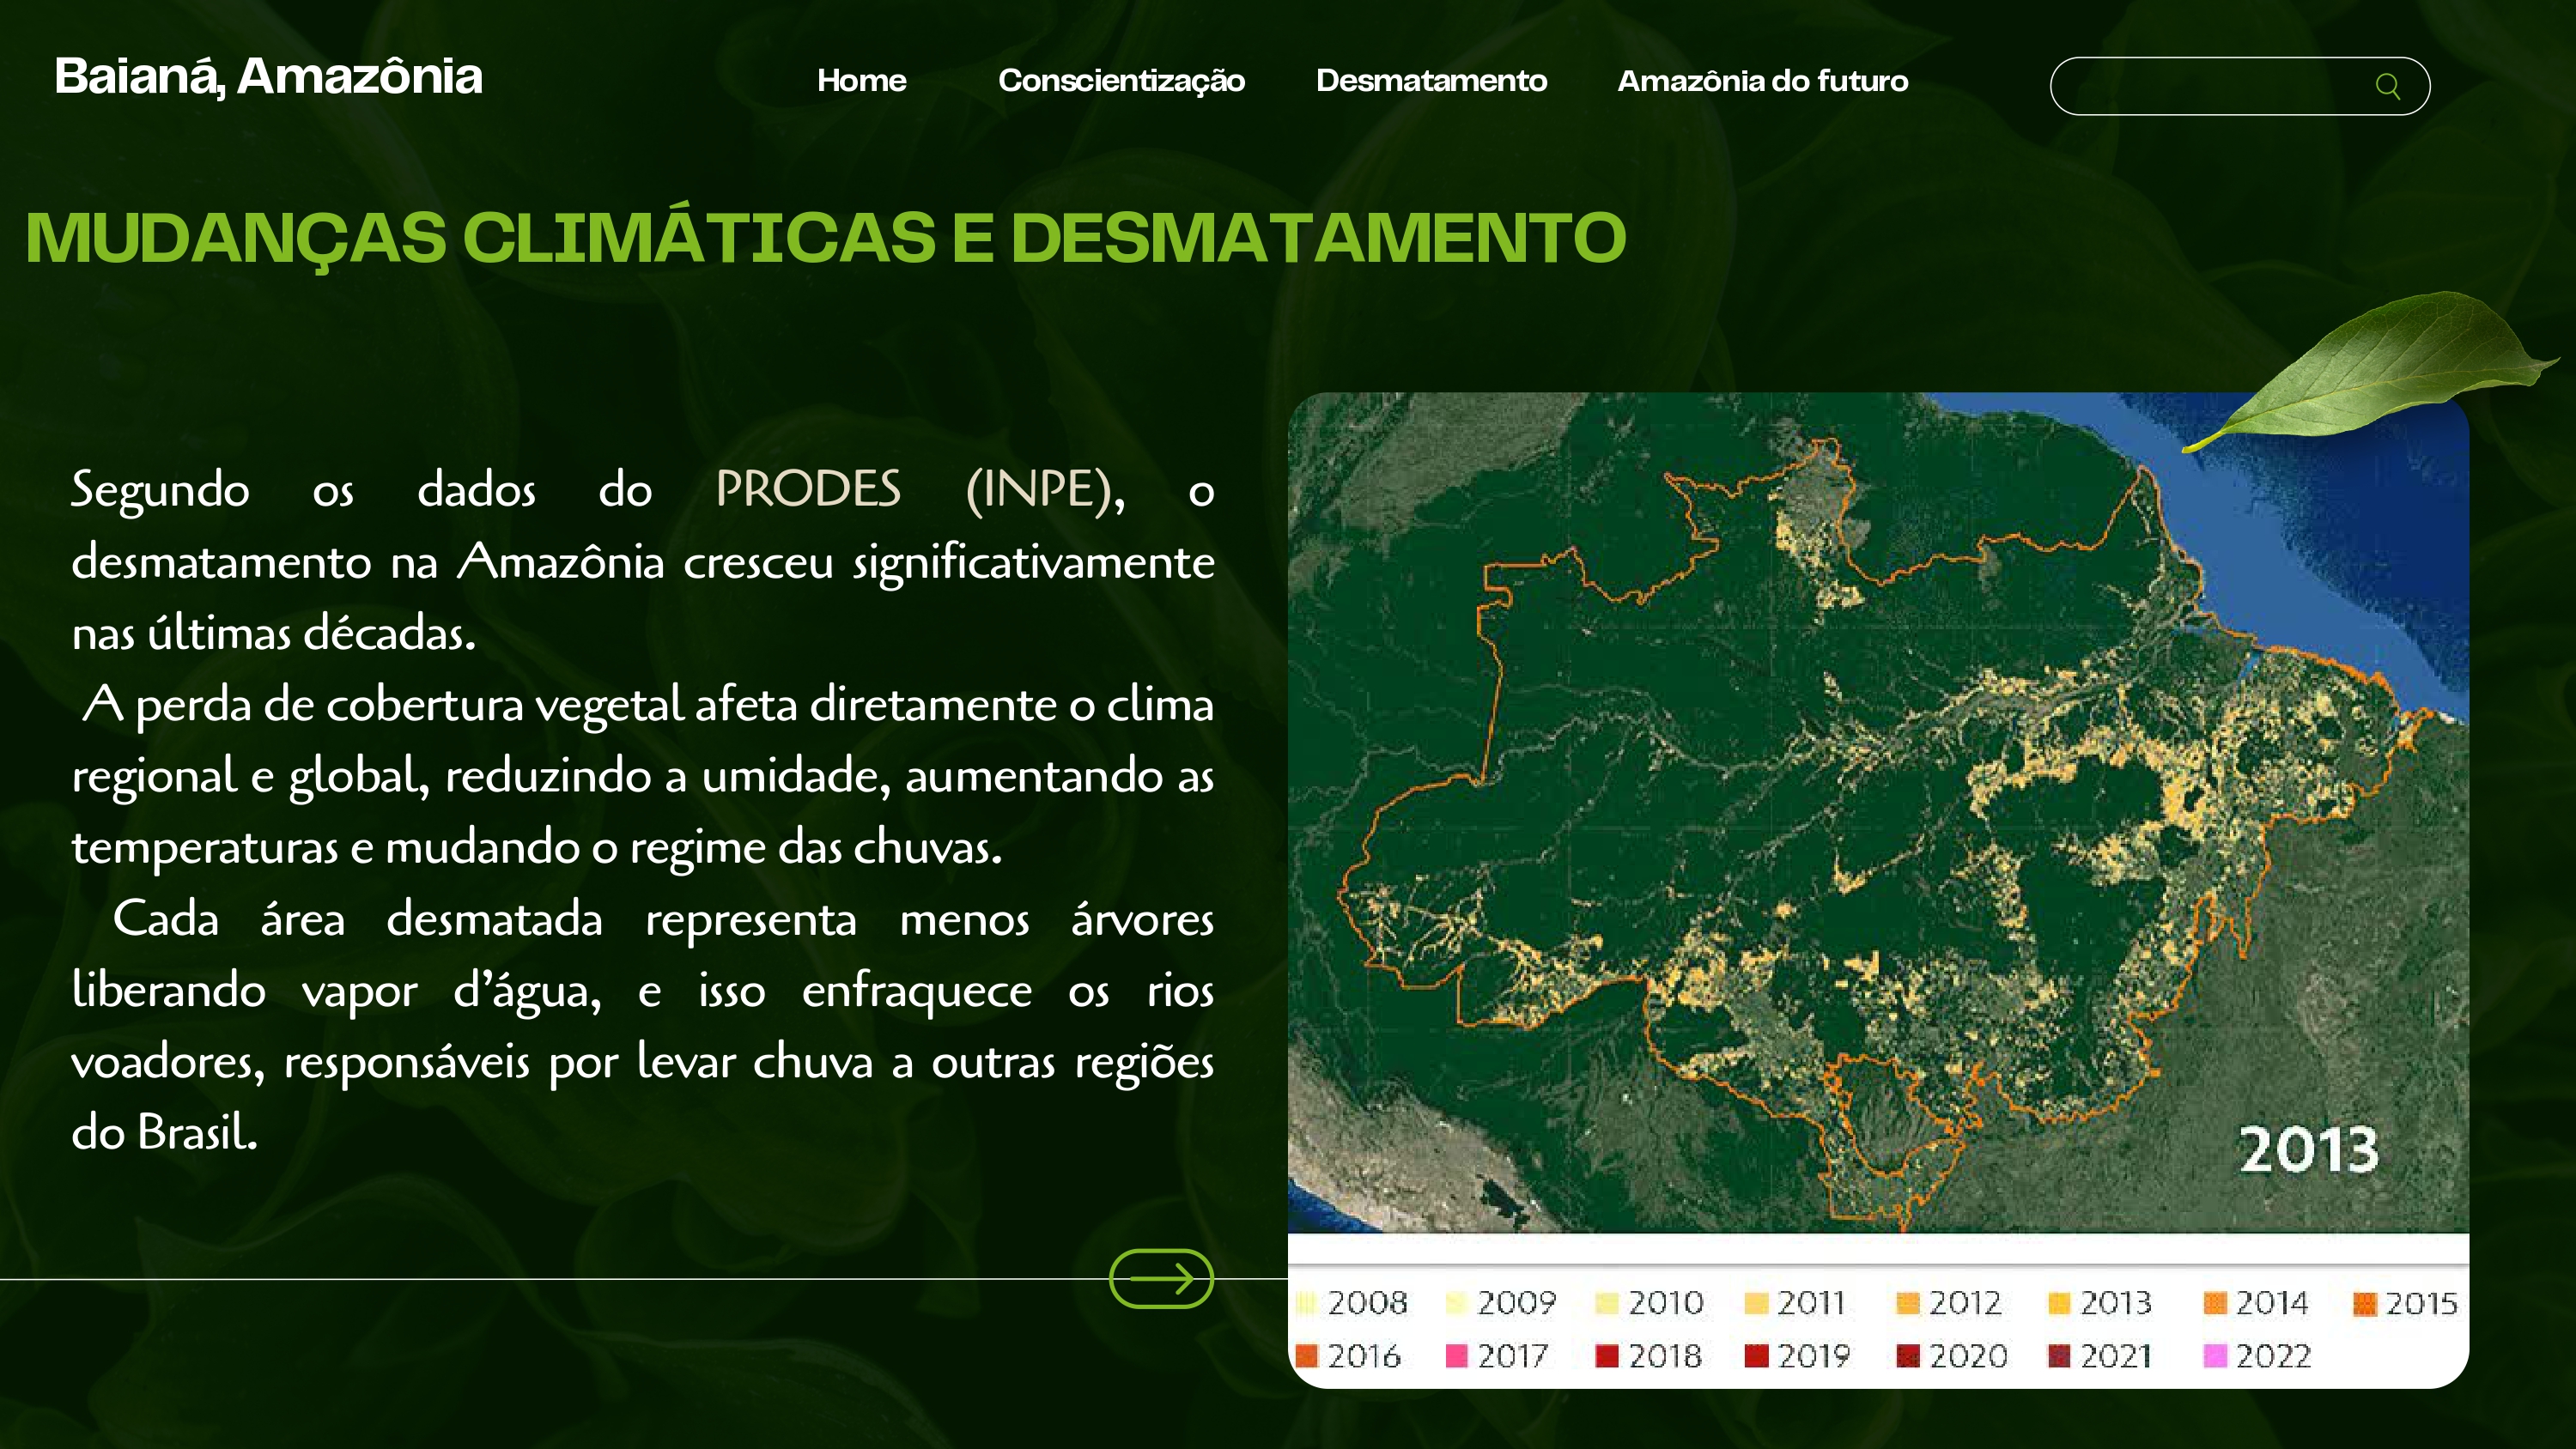 Baianá, Amazônia
Home Conscientização Desmatamento Amazônia do futuro
MUDANÇAS CLIMÁTICAS E DESMATAMENTO
Segundo os dados do PRODES (INPE), o
desmatamento na Amazônia cresceu significativamente
nas últimas décadas.
A perda de cobertura vegetal afeta diretamente o clima
regional e global, reduzindo a umidade, aumentando as
temperaturas e mudando o regime das chuvas.
Cada área desmatada representa menos árvores
liberando vapor d’água, e isso enfraquece os rios
voadores, responsáveis por levar chuva a outras regiões
do Brasil.
2013
2008 2009 2010 2011 2012 2013 2014 2015
2016 2017 2018 2019 2020 2021 2022